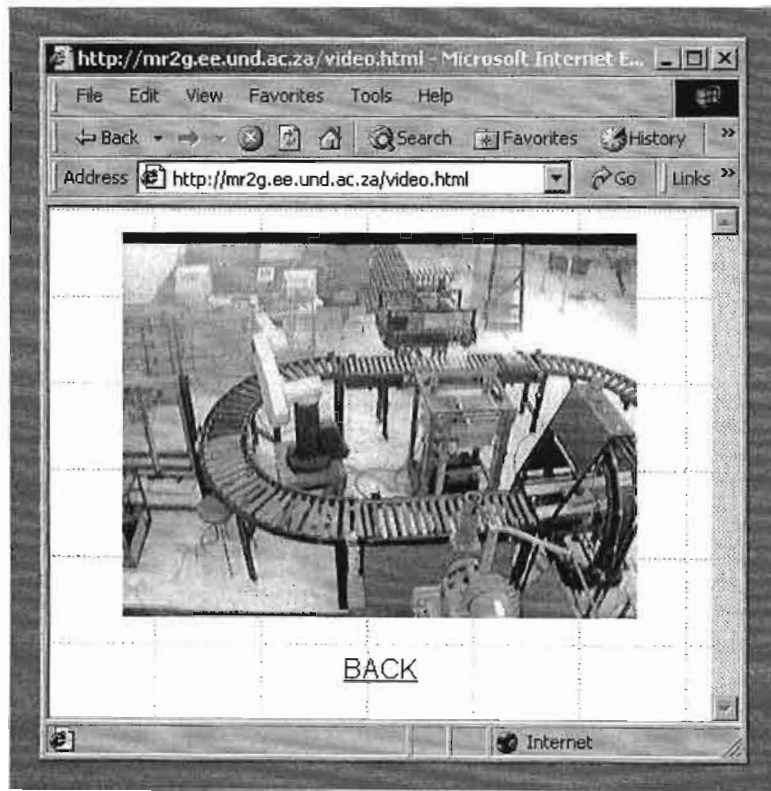 http://mr2g.ee.und.ac.za/video.html - Microsoft Internet E...
File Edit View Favorites Tools Help
Back Search Favorites History »
Address http://mr2g.ee.und.ac.za/video.html Go Links »
BACK
Internet